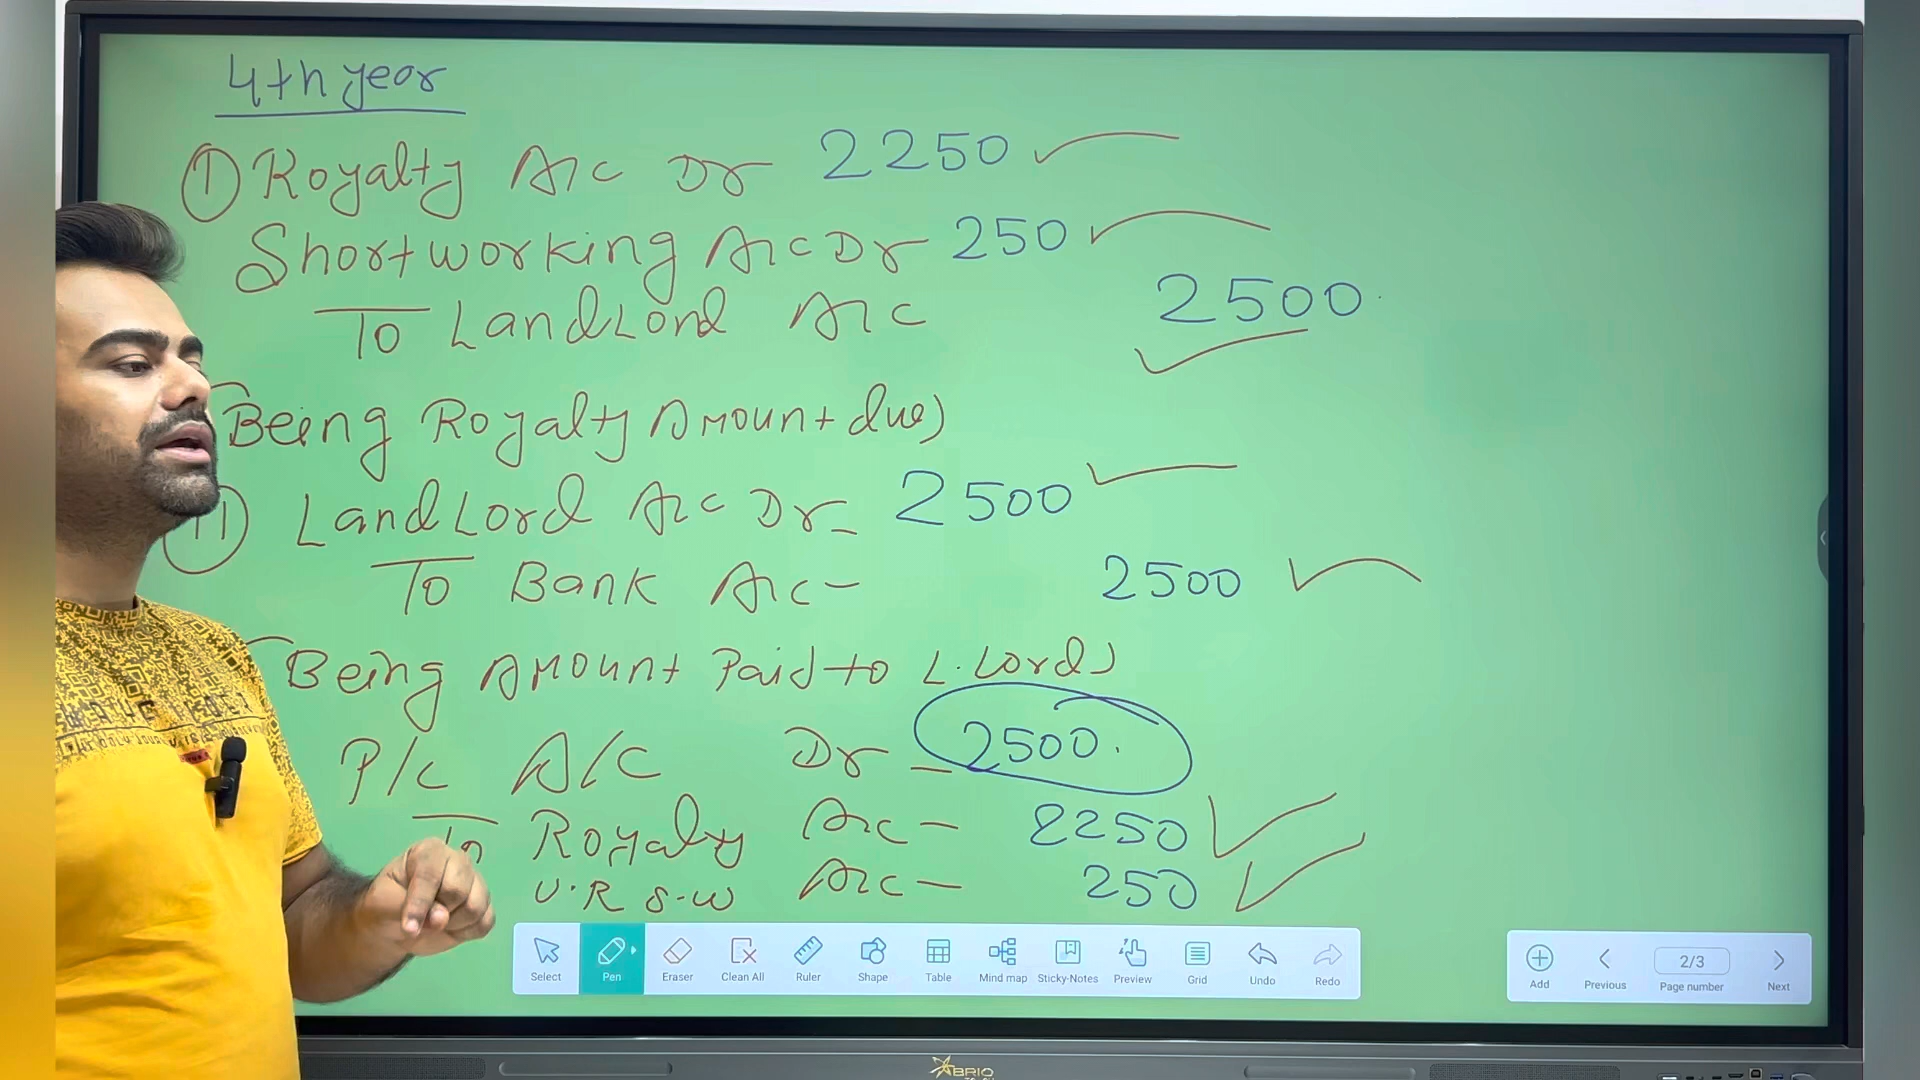 4th year
① Royalty A/c Dr 2250
Shortworking A/c Dr 250
To LandLord A/c 2500
(Being Royalty Amount due)
II LandLord A/c Dr- 2500
To Bank A/c- 2500
(Being Amount Paid to L.Lord)
P/L A/C Dr - 2500
To Royalty A/c - 2250
U.R S.W A/c - 250
Select Pen Eraser Clean All Ruler Shape Table Mind map Sticky-Notes Preview Grid Undo Redo
Add Previous 2/3 Page number Next
ABRIO